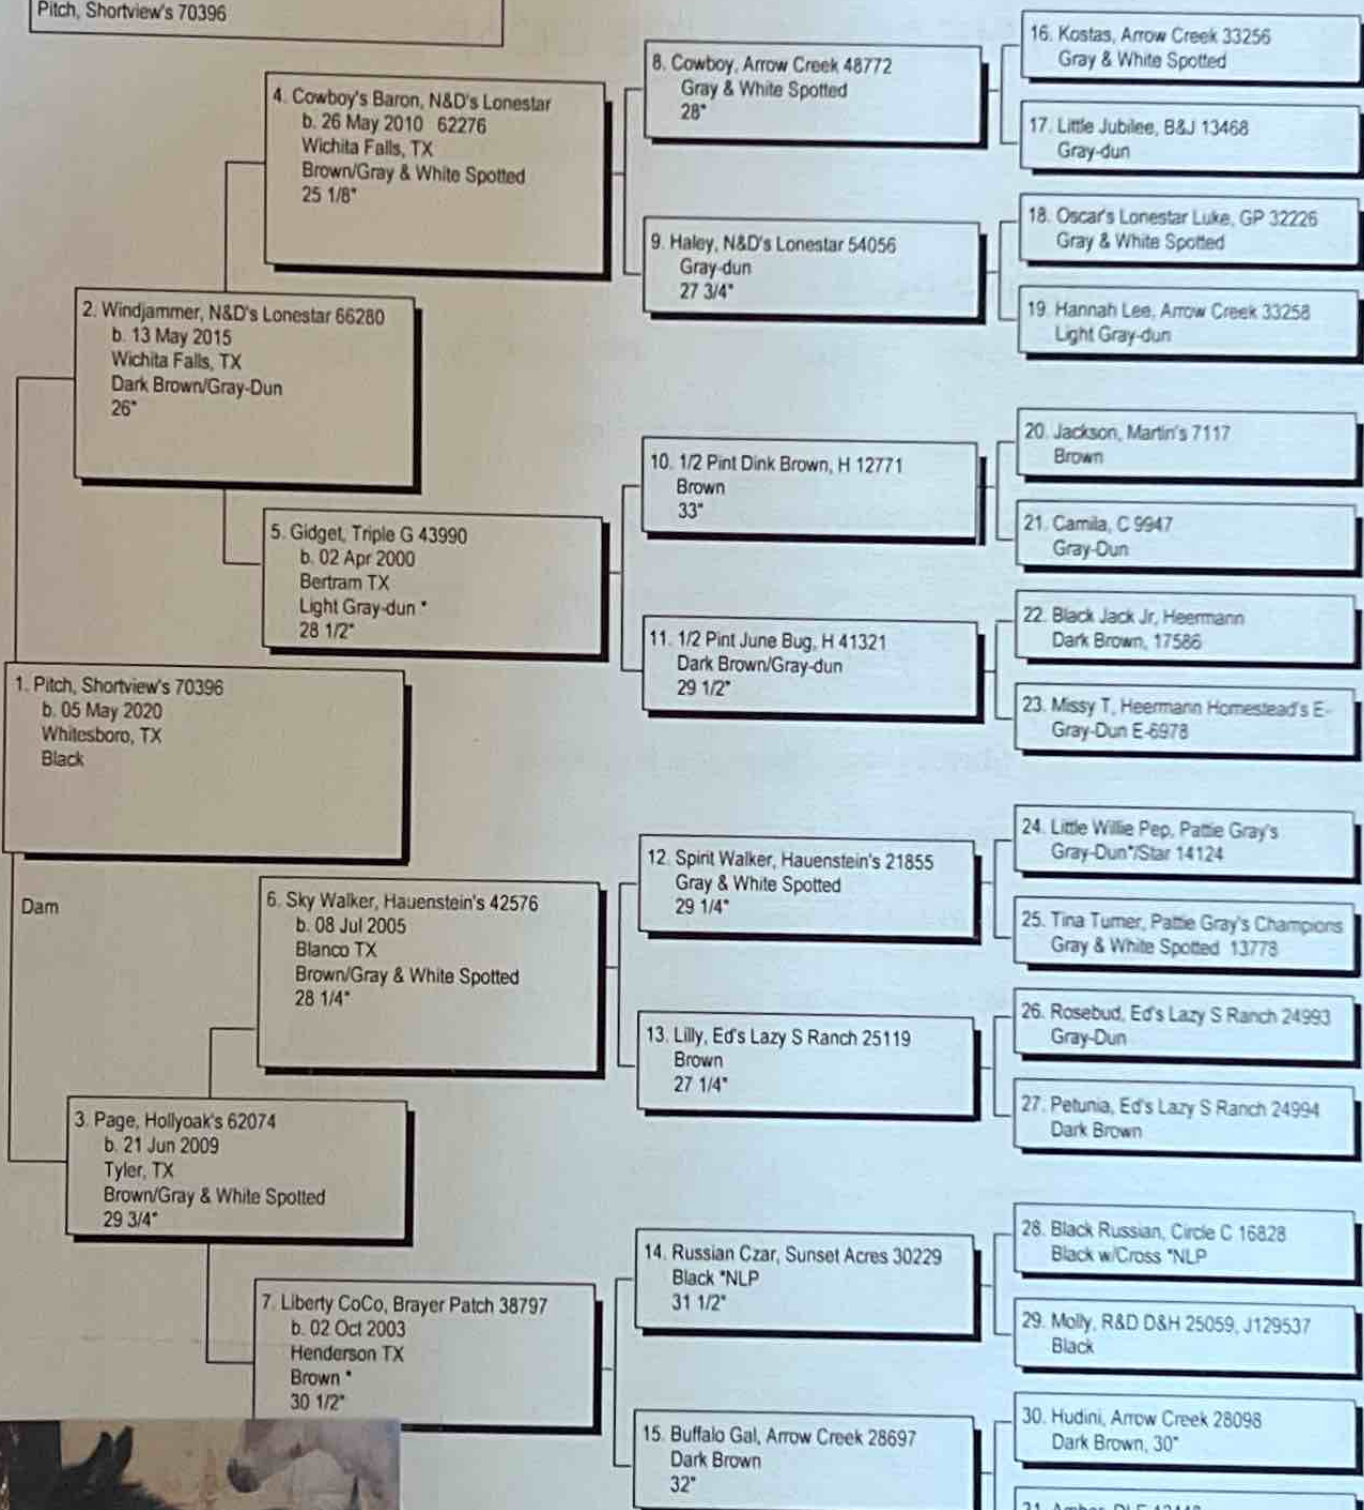 Pitch, Shortview's 70396
4. Cowboy's Baron, N&D's Lonestar
b. 26 May 2010 62276
Wichita Falls, TX
Brown/Gray & White Spotted
25 1/8"
2. Windjammer, N&D's Lonestar 66280
b. 13 May 2015
Wichita Falls, TX
Dark Brown/Gray-Dun
26"
5. Gidget, Triple G 43990
b. 02 Apr 2000
Bertram TX
Light Gray-dun *
28 1/2"
1. Pitch, Shortview's 70396
b. 05 May 2020
Whitesboro, TX
Black
Dam
6. Sky Walker, Hauenstein's 42576
b. 08 Jul 2005
Blanco TX
Brown/Gray & White Spotted
28 1/4"
3. Page, Hollyoak's 62074
b. 21 Jun 2009
Tyler, TX
Brown/Gray & White Spotted
29 3/4"
7. Liberty CoCo, Brayer Patch 38797
b. 02 Oct 2003
Henderson TX
Brown *
30 1/2"
8. Cowboy, Arrow Creek 48772
Gray & White Spotted
28"
9. Haley, N&D's Lonestar 54056
Gray-dun
27 3/4"
10. 1/2 Pint Dink Brown, H 12771
Brown
33"
11. 1/2 Pint June Bug, H 41321
Dark Brown/Gray-dun
29 1/2"
12. Spirit Walker, Hauenstein's 21855
Gray & White Spotted
29 1/4"
13. Lilly, Ed's Lazy S Ranch 25119
Brown
27 1/4"
14. Russian Czar, Sunset Acres 30229
Black *NLP
31 1/2"
15. Buffalo Gal, Arrow Creek 28697
Dark Brown
32"
16. Kostas, Arrow Creek 33256
Gray & White Spotted
17. Little Jubilee, B&J 13468
Gray-dun
18. Oscar's Lonestar Luke, GP 32226
Gray & White Spotted
19. Hannah Lee, Arrow Creek 33258
Light Gray-dun
20. Jackson, Martin's 7117
Brown
21. Camila, C 9947
Gray-Dun
22. Black Jack Jr, Heermann
Dark Brown, 17586
23. Missy T, Heermann Homestead's E-
Gray-Dun E-6978
24. Little Willie Pep, Pattie Gray's
Gray-Dun*/Star 14124
25. Tina Turner, Pattie Gray's Champions
Gray & White Spotted 13778
26. Rosebud, Ed's Lazy S Ranch 24993
Gray-Dun
27. Petunia, Ed's Lazy S Ranch 24994
Dark Brown
28. Black Russian, Circle C 16828
Black w/Cross *NLP
29. Molly, R&D D&H 25059, J129537
Black
30. Hudini, Arrow Creek 28098
Dark Brown, 30"